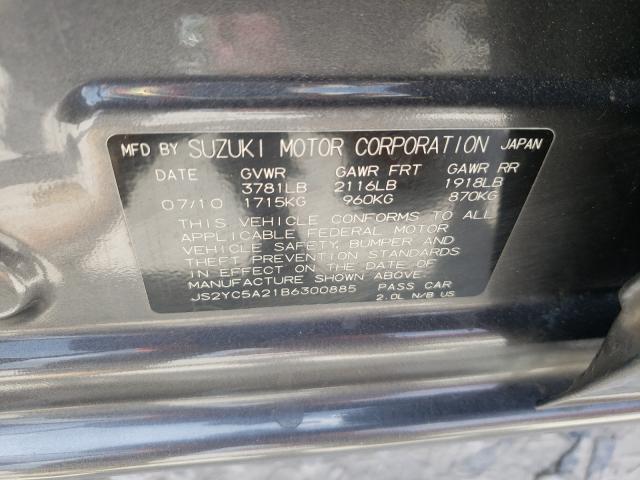 MFD BY SUZUKI MOTOR CORPORATION JAPAN
DATE GVWR GAWR FRT GAWR RR
3781LB 2116LB 1918LB
07/10 1715KG 960KG 870KG
THIS VEHICLE CONFORMS TO ALL
APPLICABLE FEDERAL MOTOR
VEHICLE SAFETY, BUMPER AND
THEFT PREVENTION STANDARDS
IN EFFECT ON THE DATE OF
MANUFACTURE SHOWN ABOVE.
JS2YC5A21B6300885 PASS CAR
2.0L N/B US